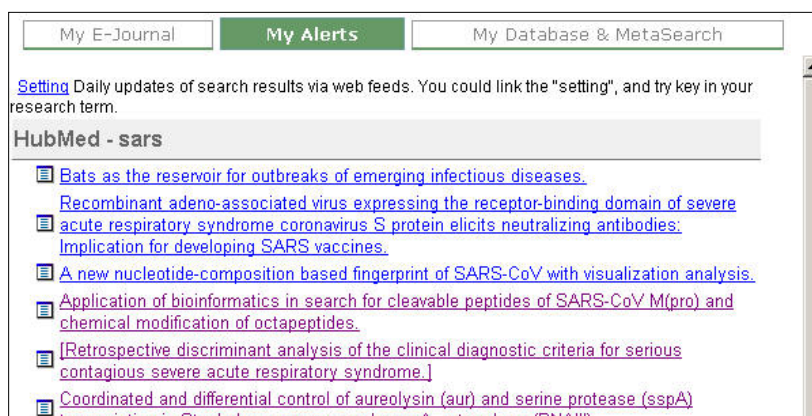 My E-Journal My Alerts My Database & MetaSearch
Setting Daily updates of search results via web feeds. You could link the "setting", and try key in your
research term.
HubMed - sars
Bats as the reservoir for outbreaks of emerging infectious diseases.
Recombinant adeno-associated virus expressing the receptor-binding domain of severe
acute respiratory syndrome coronavirus S protein elicits neutralizing antibodies:
Implication for developing SARS vaccines.
A new nucleotide-composition based fingerprint of SARS-CoV with visualization analysis.
Application of bioinformatics in search for cleavable peptides of SARS-CoV M(pro) and
chemical modification of octapeptides.
[Retrospective discriminant analysis of the clinical diagnostic criteria for serious
contagious severe acute respiratory syndrome.]
Coordinated and differential control of aureolysin (aur) and serine protease (sspA)